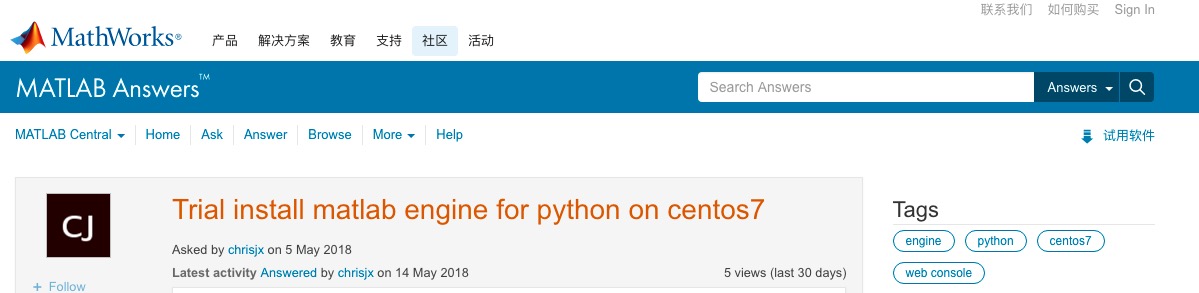 联系我们 如何购买 Sign In
MathWorks® 产品 解决方案 教育 支持 社区 活动
MATLAB Answers™ Search Answers Answers
MATLAB Central Home Ask Answer Browse More Help 试用软件
CJ
Trial install matlab engine for python on centos7
Asked by chrisjx on 5 May 2018
Latest activity Answered by chrisjx on 14 May 2018 5 views (last 30 days)
+ Follow
Tags
engine python centos7
web console